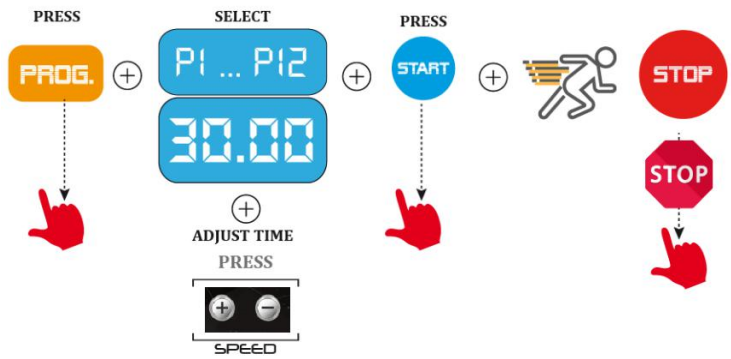 PRESS
PROG.
SELECT
P1 ... P12
30.00
ADJUST TIME
PRESS
+ -
SPEED
PRESS
START
STOP
STOP